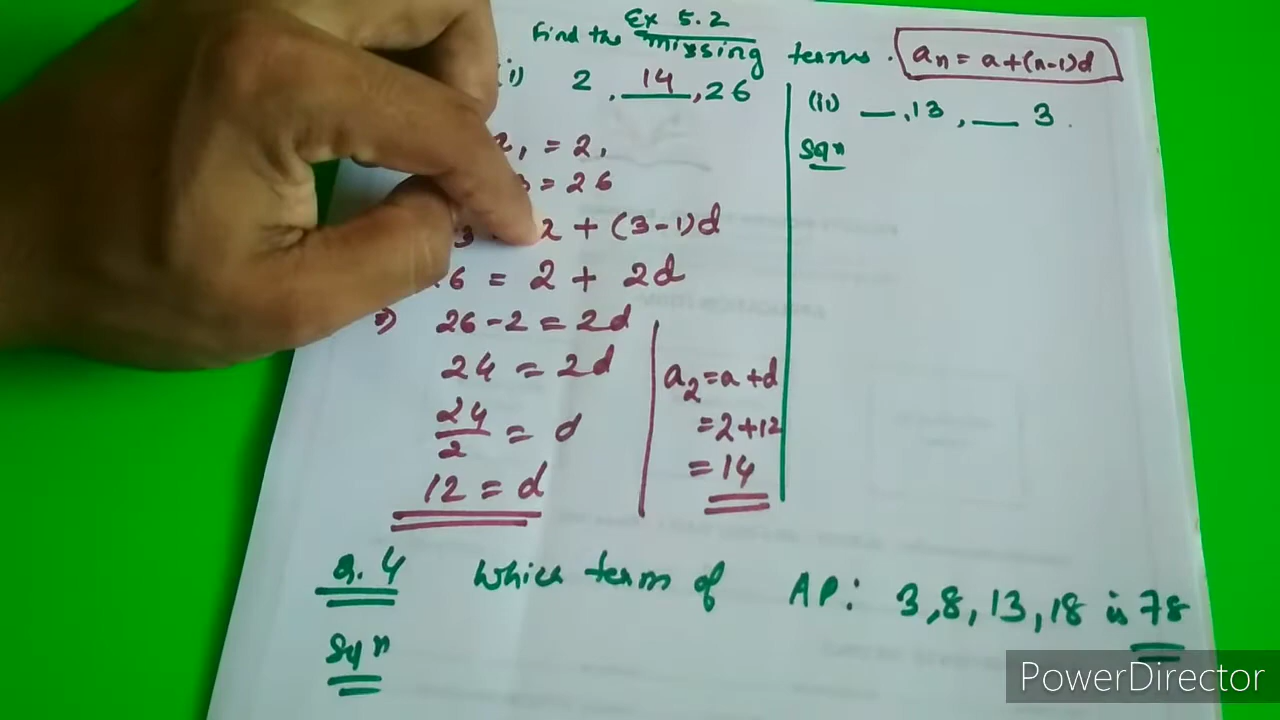 Ex 5.2
Find the missing terms. an = a+(n-1)d
(i) 2, 14, 26
= 2,
= 26
2 + (3-1)d
6 = 2 + 2d
⇒ 26-2 = 2d
24 = 2d
24/2 = d
12 = d
a2 = a+d
= 2+12
= 14
(ii) __, 13, __ 3.
Sqn
Q. 4 Which term of AP: 3,8,13,18 is 78
Sqn
PowerDirector